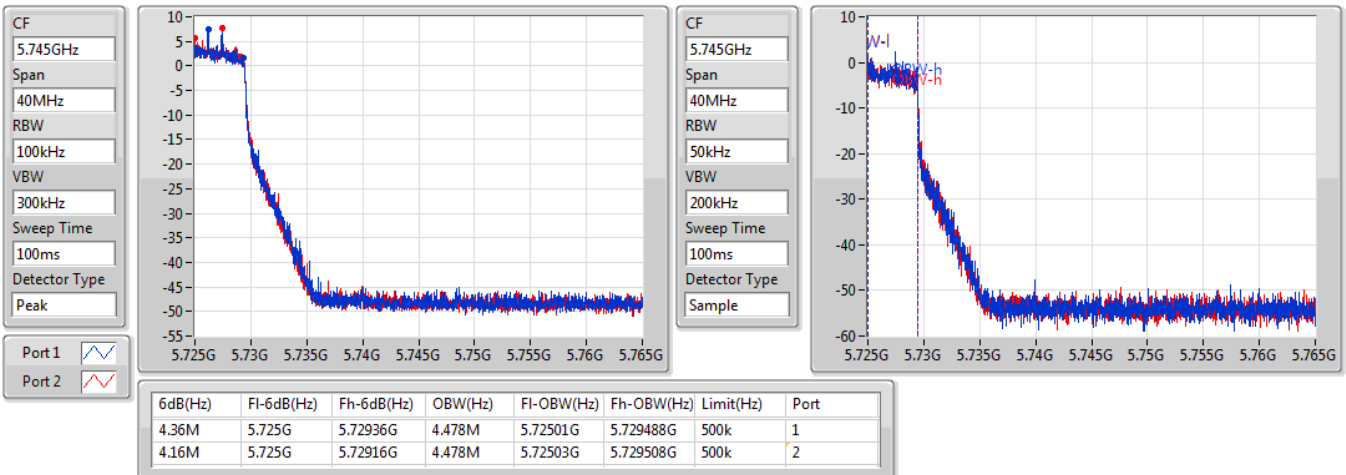 CF
5.745GHz
Span
40MHz
RBW
100kHz
VBW
300kHz
Sweep Time
100ms
Detector Type
Peak
10
5
0
-5
-10
-15
-20
-25
-30
-35
-40
-45
-50
-55
5.725G 5.73G 5.735G 5.74G 5.745G 5.75G 5.755G 5.76G 5.765G
CF
5.745GHz
Span
40MHz
RBW
50kHz
VBW
200kHz
Sweep Time
100ms
Detector Type
Sample
10
0
-10
-20
-30
-40
-50
-60
W-l
OBW-h
OBW-h
5.725G 5.73G 5.735G 5.74G 5.745G 5.75G 5.755G 5.76G 5.765G
Port 1
Port 2
6dB(Hz) Fl-6dB(Hz) Fh-6dB(Hz) OBW(Hz) Fl-OBW(Hz) Fh-OBW(Hz) Limit(Hz) Port
4.36M 5.725G 5.72936G 4.478M 5.72501G 5.729488G 500k 1
4.16M 5.725G 5.72916G 4.478M 5.72503G 5.729508G 500k 2